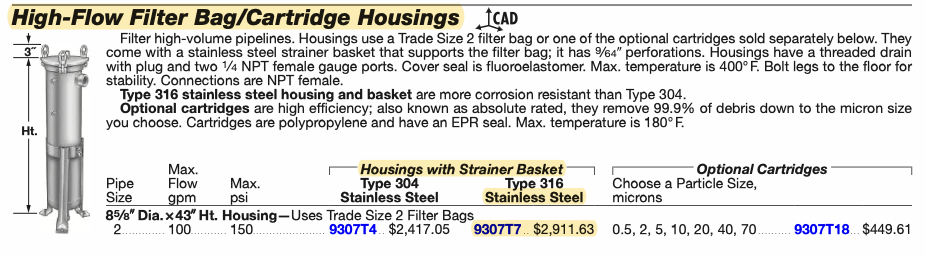 High-Flow Filter Bag/Cartridge Housings CAD
3"
Ht.
Filter high-volume pipelines. Housings use a Trade Size 2 filter bag or one of the optional cartridges sold separately below. They
come with a stainless steel strainer basket that supports the filter bag; it has 9/64" perforations. Housings have a threaded drain
with plug and two 1/4 NPT female gauge ports. Cover seal is fluoroelastomer. Max. temperature is 400° F. Bolt legs to the floor for
stability. Connections are NPT female.
Type 316 stainless steel housing and basket are more corrosion resistant than Type 304.
Optional cartridges are high efficiency; also known as absolute rated, they remove 99.9% of debris down to the micron size
you choose. Cartridges are polypropylene and have an EPR seal. Max. temperature is 180° F.
Max. Housings with Strainer Basket Optional Cartridges
Pipe Flow Max. Type 304 Type 316 Choose a Particle Size,
Size gpm psi Stainless Steel Stainless Steel microns
8 5/8" Dia. x 43" Ht. Housing—Uses Trade Size 2 Filter Bags
2............ 100........ 150............... 9307T4.. $2,417.05 9307T7... $2,911.63 0.5, 2, 5, 10, 20, 40, 70.......... 9307T18... $449.61